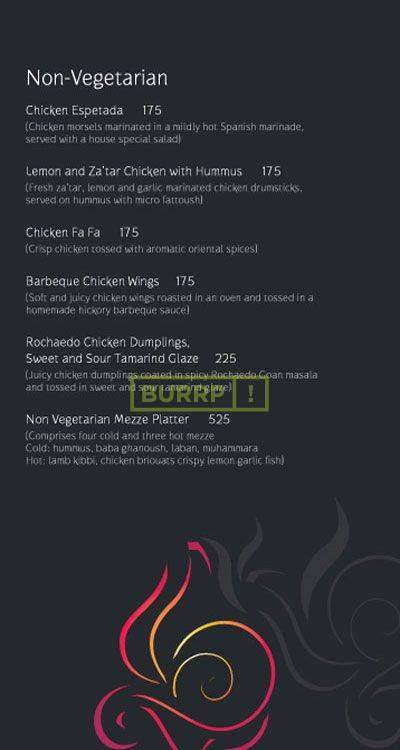 Non-Vegetarian
Chicken Espetada 175
(Chicken morsels marinated in a mildly hot Spanish marinade,
served with a house special salad)
Lemon and Za'tar Chicken with Hummus 175
(Fresh za'tar, lemon and garlic marinated chicken drumsticks,
served on hummus with micro fattoush)
Chicken Fa Fa 175
(Crisp chicken tossed with aromatic oriental spices)
Barbeque Chicken Wings 175
(Soft and juicy chicken wings roasted in an oven and tossed in a
homemade hickory barbeque sauce)
Rochaedo Chicken Dumplings,
Sweet and Sour Tamarind Glaze 225
(Juicy chicken dumplings coated in spicy Rochaedo Goan masala
and tossed in sweet and sour tamarind glaze)
BURRP!
Non Vegetarian Mezze Platter 525
(Comprises four cold and three hot mezze
Cold: hummus, baba ghanoush, laban, muhammara
Hot: lamb kibbi, chicken briouats crispy lemon garlic fish)